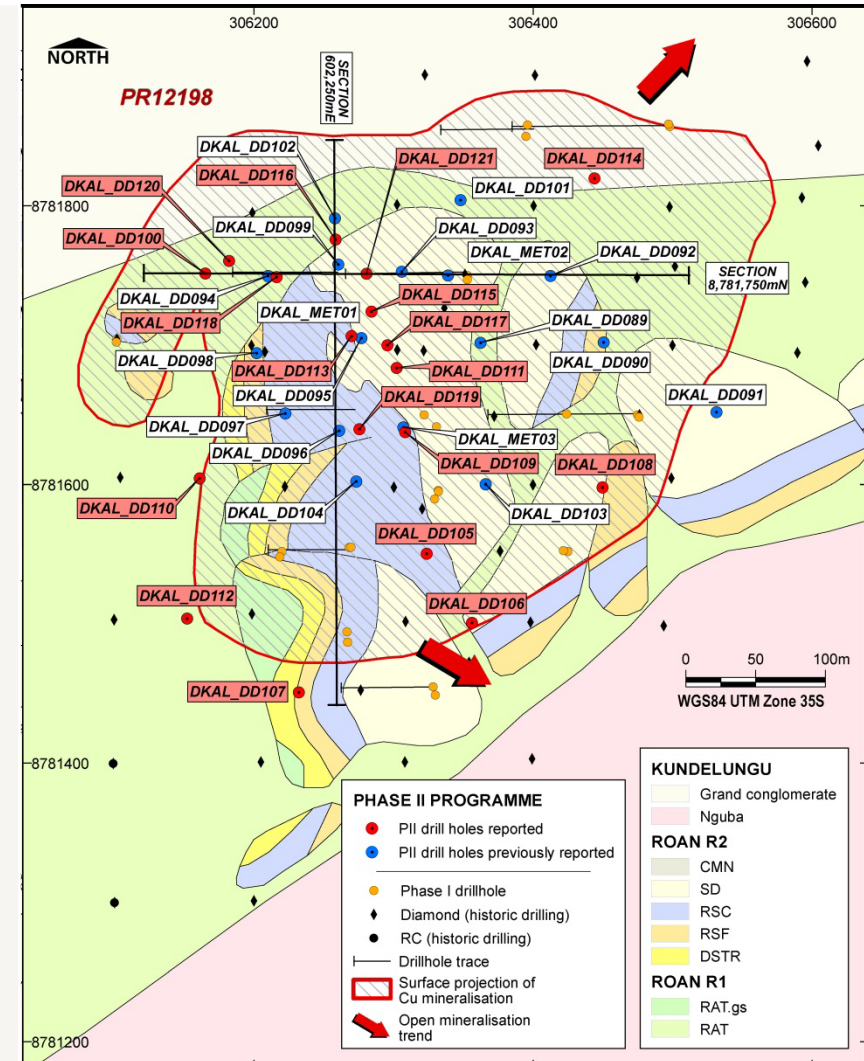 306200
306400
306600
NORTH
PR12198
SECTION
602,250mE
DKAL_DD102
DKAL_DD116
DKAL_DD121
DKAL_DD114
DKAL_DD120
DKAL_DD101
DKAL_DD099
DKAL_DD093
8781800
DKAL_DD100
DKAL_MET02
DKAL_DD092
SECTION
8,781,750mN
DKAL_DD094
DKAL_DD115
DKAL_MET01
DKAL_DD118
DKAL_DD117
DKAL_DD089
DKAL_DD098
DKAL_DD090
DKAL_DD113
DKAL_DD111
DKAL_DD095
DKAL_DD091
DKAL_DD119
DKAL_DD097
DKAL_MET03
DKAL_DD096
DKAL_DD109
DKAL_DD108
8781600
DKAL_DD110
DKAL_DD104
DKAL_DD103
DKAL_DD105
DKAL_DD112
DKAL_DD106
0 50 100m
WGS84 UTM Zone 35S
DKAL_DD107
8781400
8781200
PHASE II PROGRAMME
PII drill holes reported
PII drill holes previously reported
Phase I drillhole
Diamond (historic drilling)
RC (historic drilling)
Drillhole trace
Surface projection of
Cu mineralisation
Open mineralisation
trend
KUNDELUNGU
Grand conglomerate
Nguba
ROAN R2
CMN
SD
RSC
RSF
DSTR
ROAN R1
RAT.gs
RAT